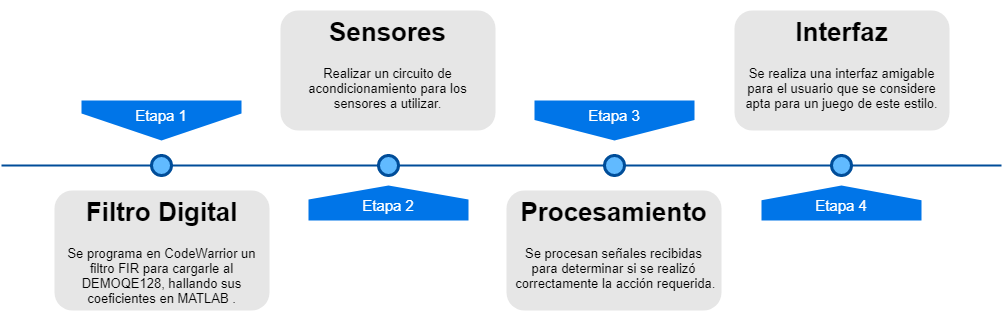 Etapa 1
Filtro Digital
Se programa en CodeWarrior un
filtro FIR para cargarle al
DEMOQE128, hallando sus
coeficientes en MATLAB .
Sensores
Realizar un circuito de
acondicionamiento para los
sensores a utilizar.
Etapa 2
Etapa 3
Procesamiento
Se procesan señales recibidas
para determinar si se realizó
correctamente la acción requerida.
Interfaz
Se realiza una interfaz amigable
para el usuario que se considere
apta para un juego de este estilo.
Etapa 4